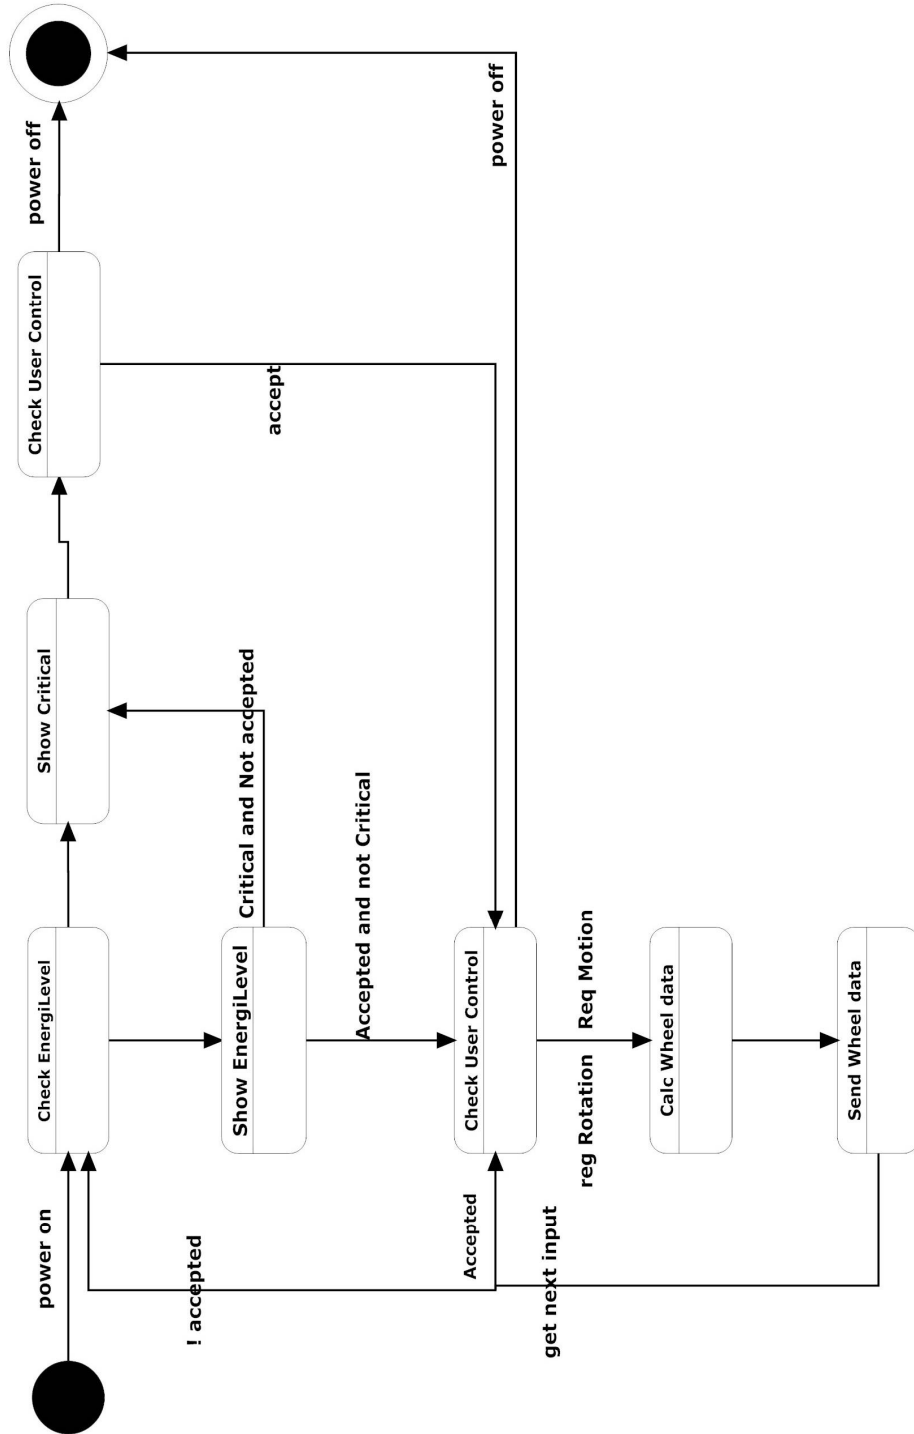 power on
Check EnergiLevel
Show Critical
Check User Control
power off
! accepted
Show EnergiLevel
Critical and Not accepted
accept
Accepted and not Critical
Accepted
Check User Control
power off
get next input
reg Rotation
Req Motion
Calc Wheel data
Send Wheel data